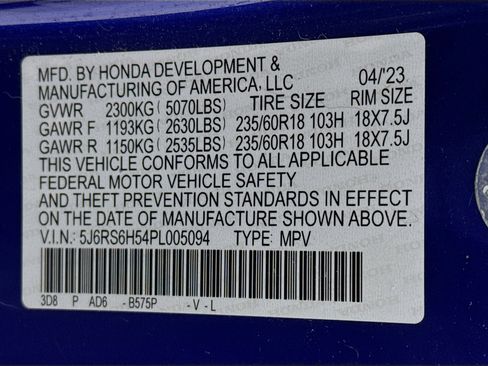 MFD. BY HONDA DEVELOPMENT &
MANUFACTURING OF AMERICA, LLC 04/'23
GVWR 2300KG ( 5070LBS) TIRE SIZE RIM SIZE
GAWR F 1193KG ( 2630LBS) 235/60R18 103H 18X7.5J
GAWR R 1150KG ( 2535LBS) 235/60R18 103H 18X7.5J
THIS VEHICLE CONFORMS TO ALL APPLICABLE
FEDERAL MOTOR VEHICLE SAFETY
AND THEFT PREVENTION STANDARDS IN EFFECT
ON THE DATE OF MANUFACTURE SHOWN ABOVE.
V.I.N.: 5J6RS6H54PL005094 TYPE: MPV
3D8 P AD6 -B575P -V-L